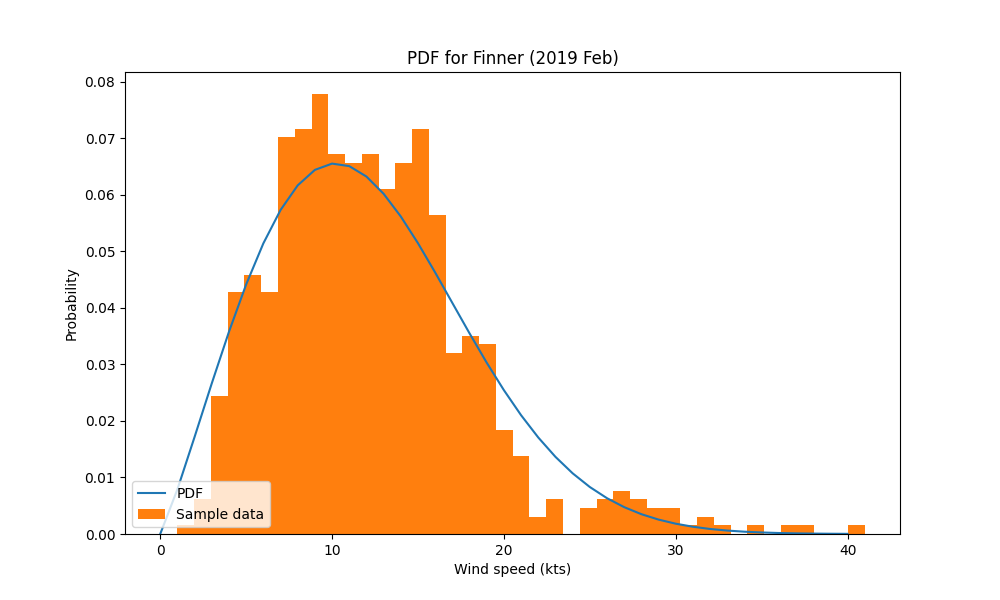 PDF for Finner (2019 Feb)
0.08
0.07
0.06
0.05
0.04
0.03
0.02
0.01
0.00
Probability
PDF
Sample data
0 10 20 30 40
Wind speed (kts)